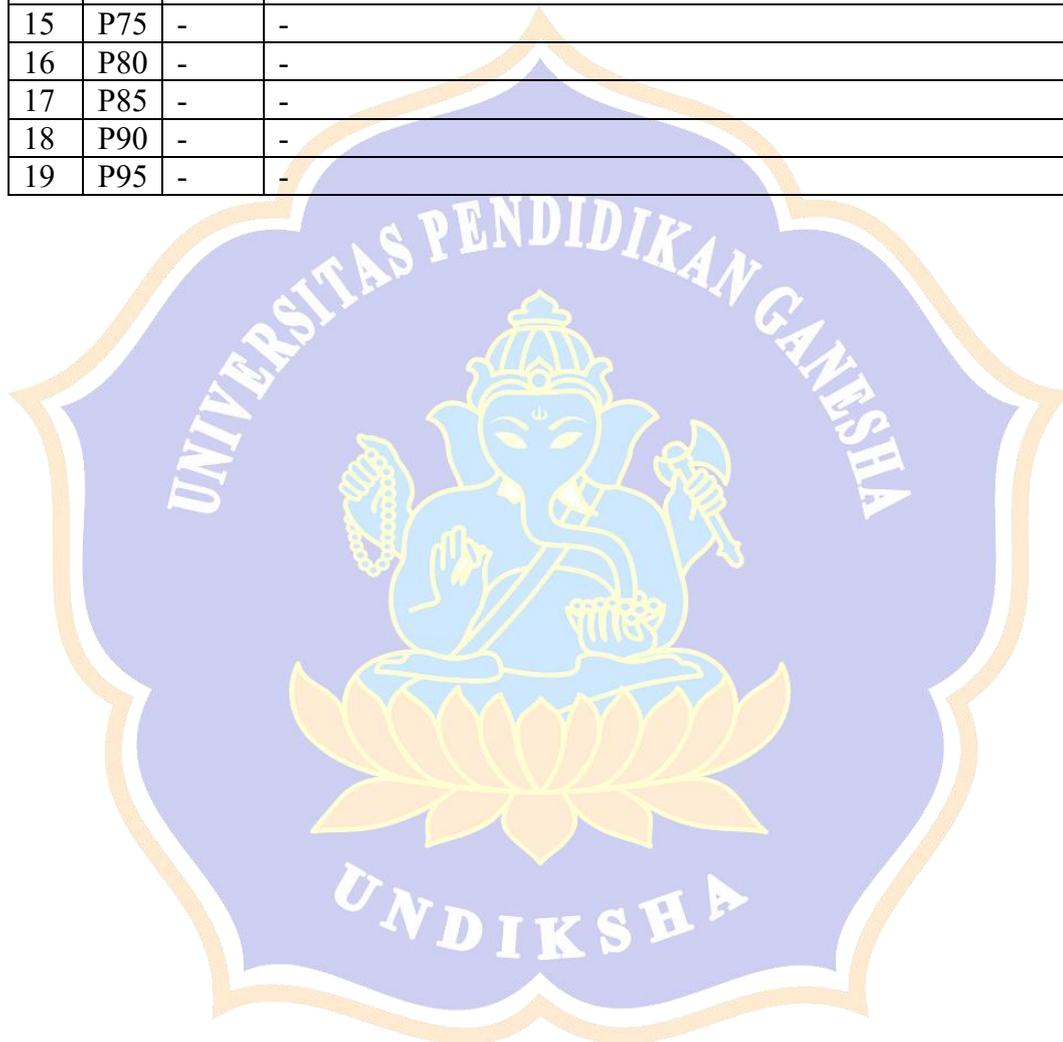 15 P75 - -
16 P80 - -
17 P85 - -
18 P90 - -
19 P95 - -
UNIVERSITAS PENDIDIKAN GANESHA
UNDIKSHA